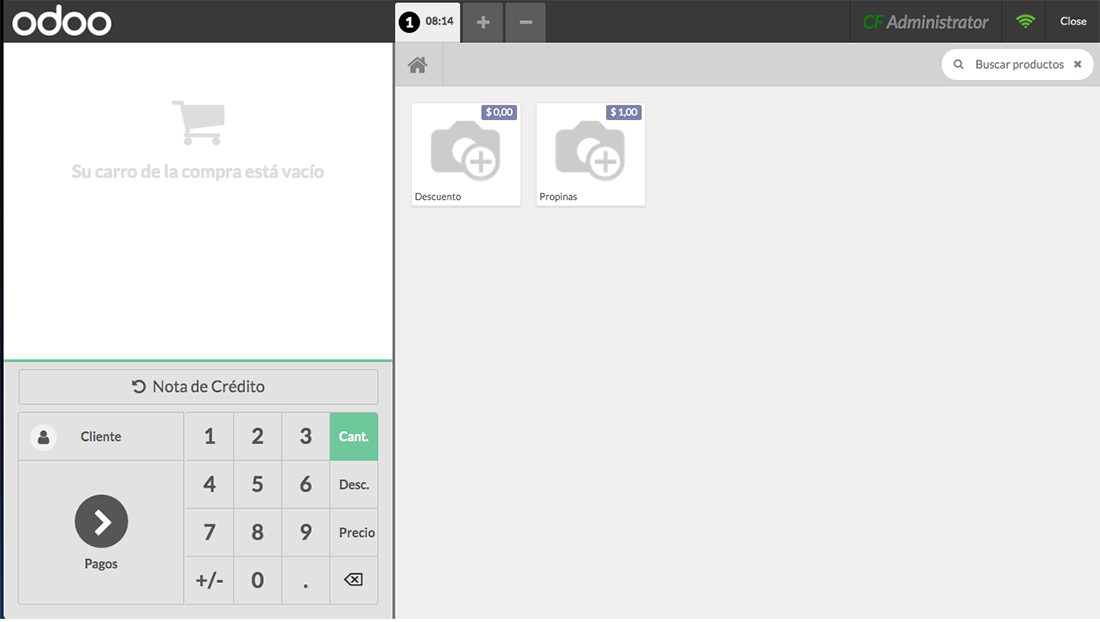 odoo
1 08:14 + −
CF Administrator
Close
Buscar productos ×
Su carro de la compra está vacío
$ 0,00
Descuento
$ 1,00
Propinas
Nota de Crédito
Cliente
1 2 3 Cant.
4 5 6 Desc.
Pagos
7 8 9 Precio
+/- 0 .